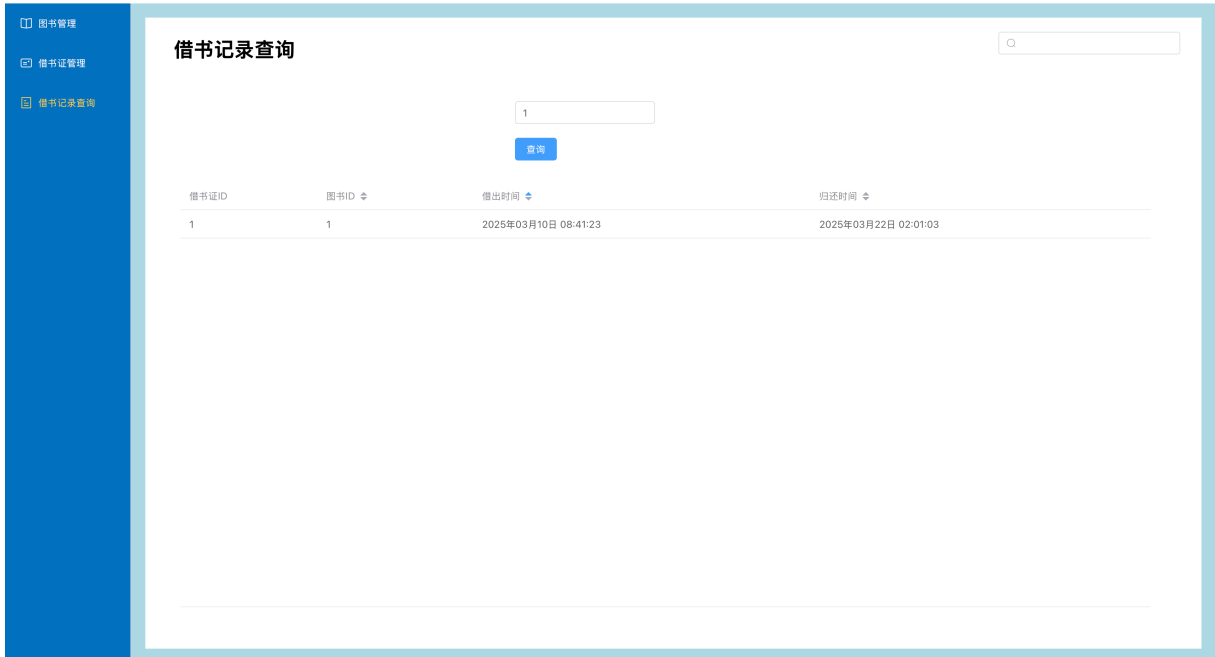 图书管理
借书证管理
借书记录查询
借书记录查询
1
查询
借书证ID 图书ID 借出时间 归还时间
1 1 2025年03月10日 08:41:23 2025年03月22日 02:01:03